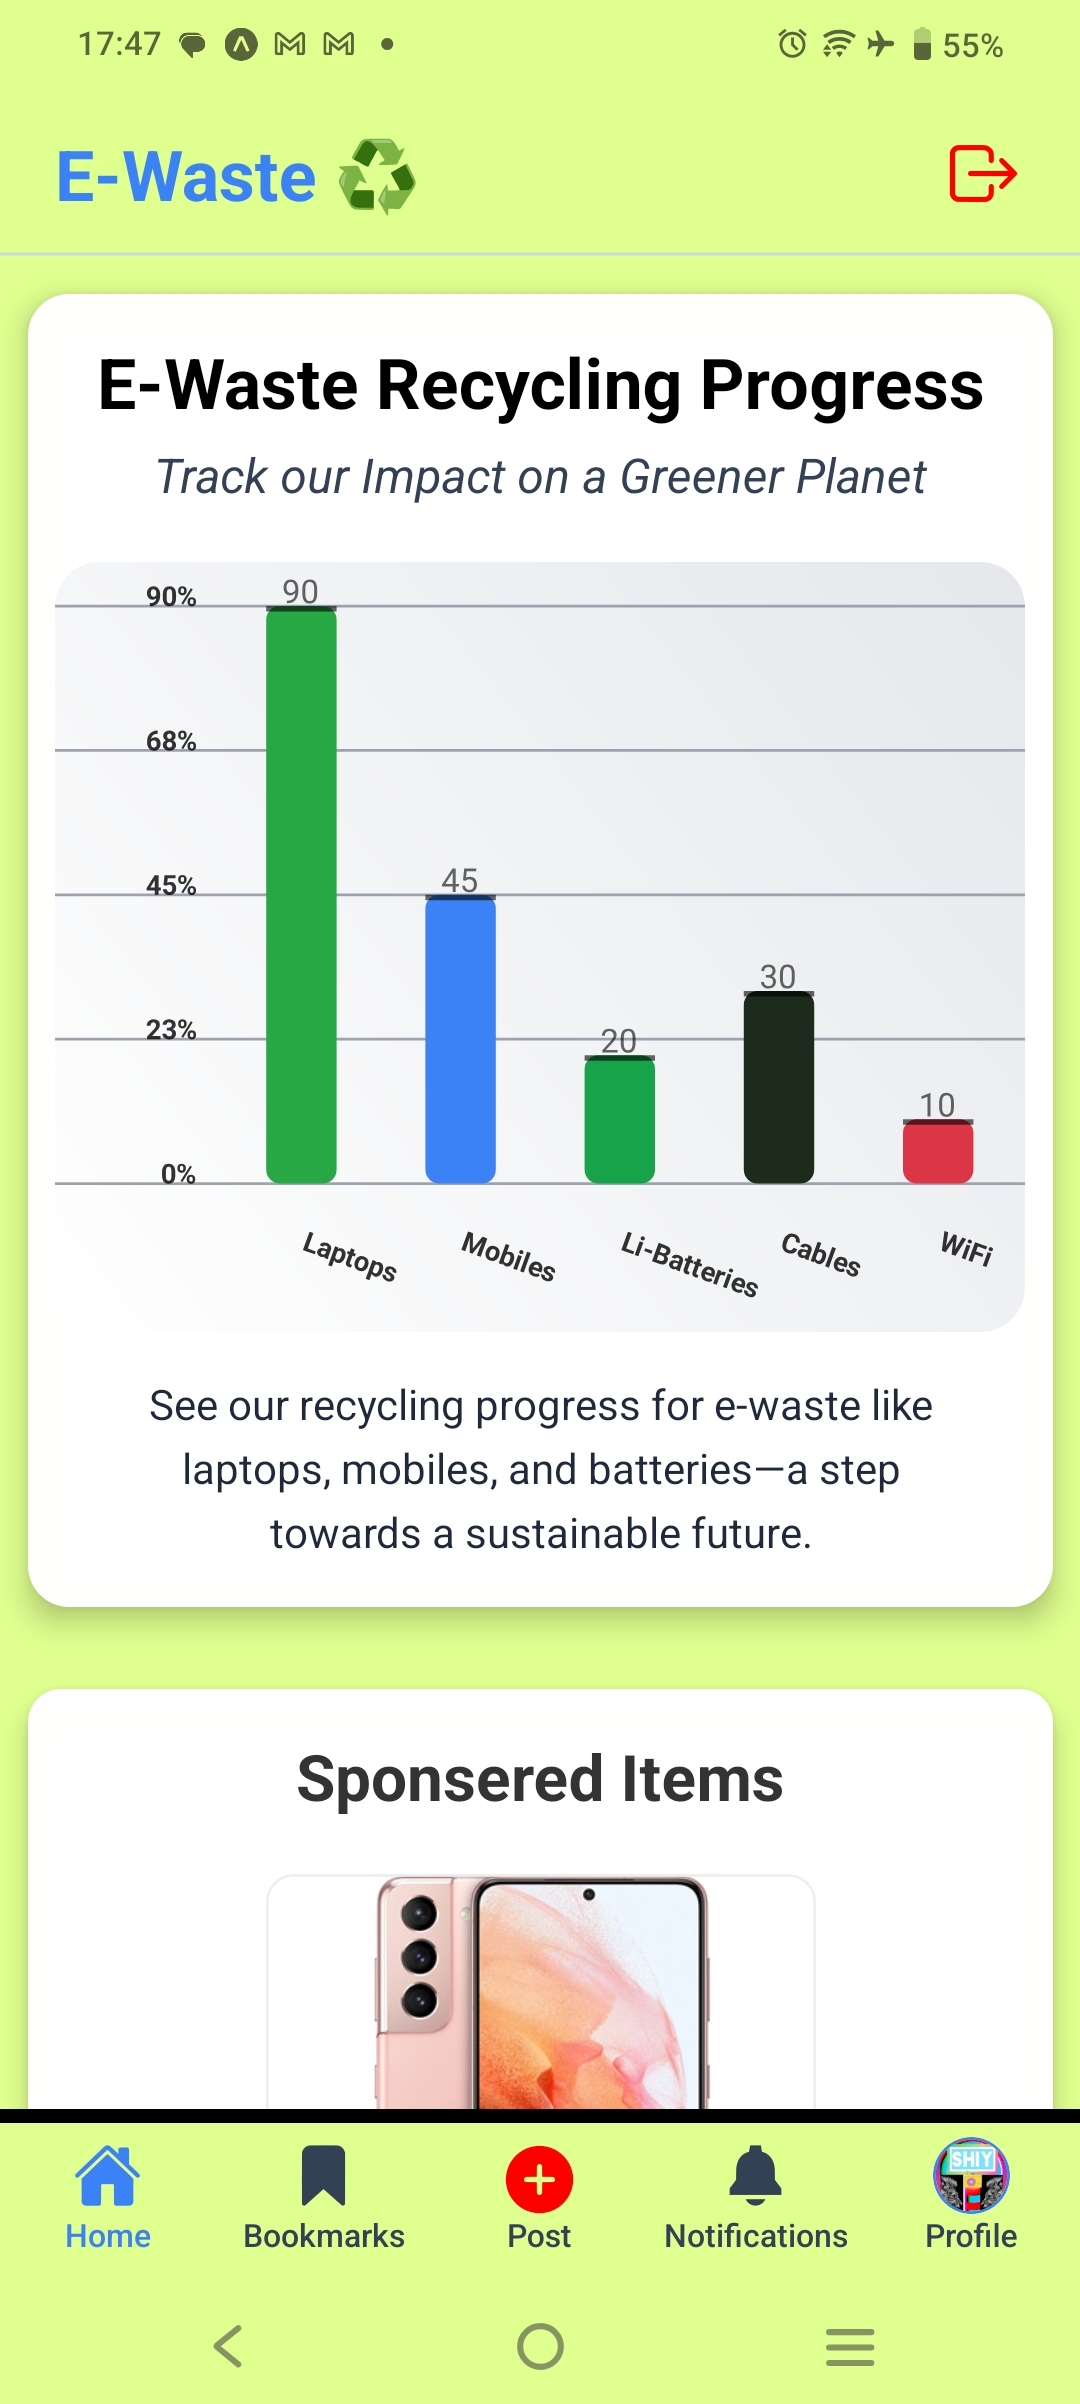 17:47
55%
E-Waste
E-Waste Recycling Progress
Track our Impact on a Greener Planet
90%
68%
45%
23%
0%
90
45
20
30
10
Laptops
Mobiles
Li-Batteries
Cables
WiFi
See our recycling progress for e-waste like
laptops, mobiles, and batteries—a step
towards a sustainable future.
Sponsered Items
SHIY
Home
Bookmarks
Post
Notifications
Profile